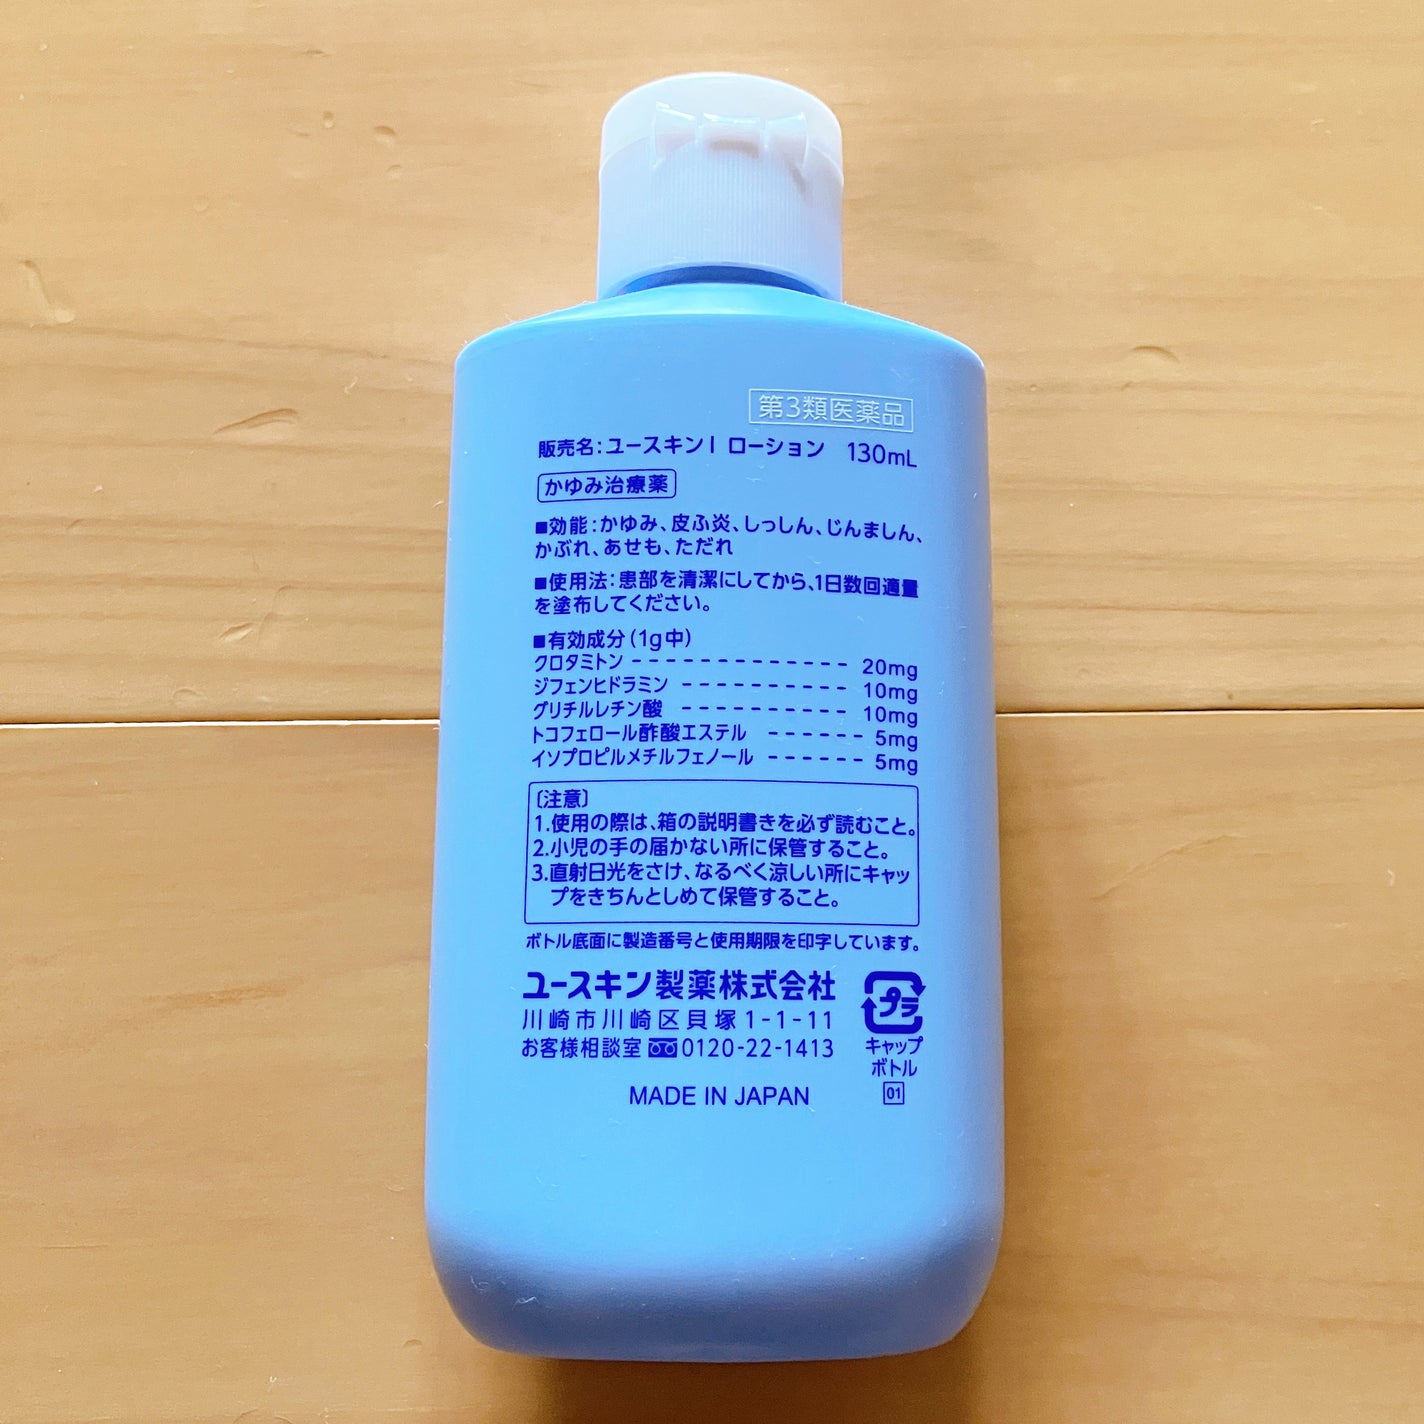 第3類医薬品
販売名:ユースキンI ローション 130mL
かゆみ治療薬
■効能:かゆみ、皮ふ炎、しっしん、じんましん、
かぶれ、あせも、ただれ
■使用法:患部を清潔にしてから、1日数回適量
を塗布してください。
■有効成分(1g中)
クロタミトン ------------- 20mg
ジフェンヒドラミン ---------- 10mg
グリチルレチン酸 ---------- 10mg
トコフェロール酢酸エステル ------ 5mg
イソプロピルメチルフェノール ------ 5mg
〔注意〕
1.使用の際は、箱の説明書きを必ず読むこと。
2.小児の手の届かない所に保管すること。
3.直射日光をさけ、なるべく涼しい所にキャッ
プをきちんとしめて保管すること。
ボトル底面に製造番号と使用期限を印字しています。
ユースキン製薬株式会社
川崎市川崎区貝塚1-1-11
お客様相談室 0120-22-1413
MADE IN JAPAN
プラ
キャップ
ボトル
01